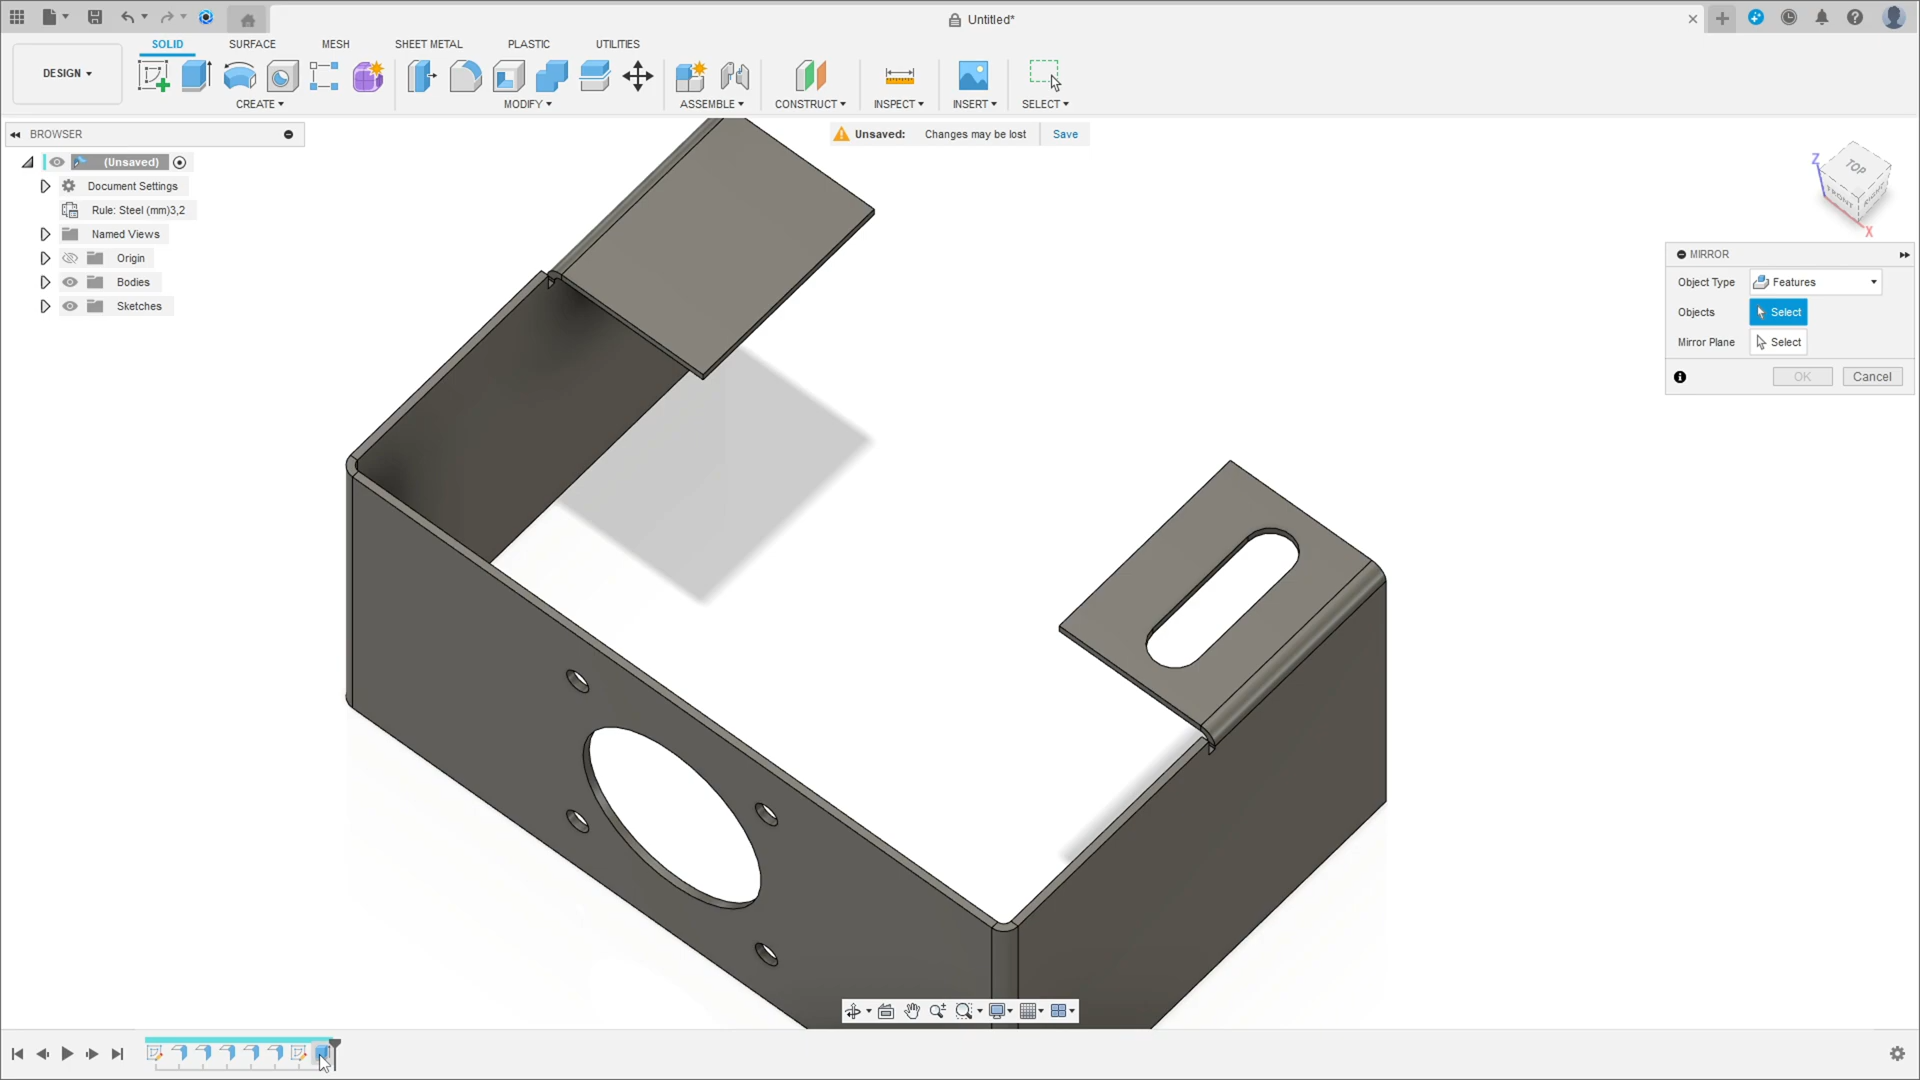 Untitled*
SOLID SURFACE MESH SHEET METAL PLASTIC UTILITIES
DESIGN
CREATE MODIFY ASSEMBLE CONSTRUCT INSPECT INSERT SELECT
BROWSER
Unsaved: Changes may be lost Save
(Unsaved)
Document Settings
Rule: Steel (mm)3,2
Named Views
Origin
Bodies
Sketches
Z
TOP
FRONT
RIGHT
X
MIRROR
Object Type Features
Objects Select
Mirror Plane Select
OK Cancel